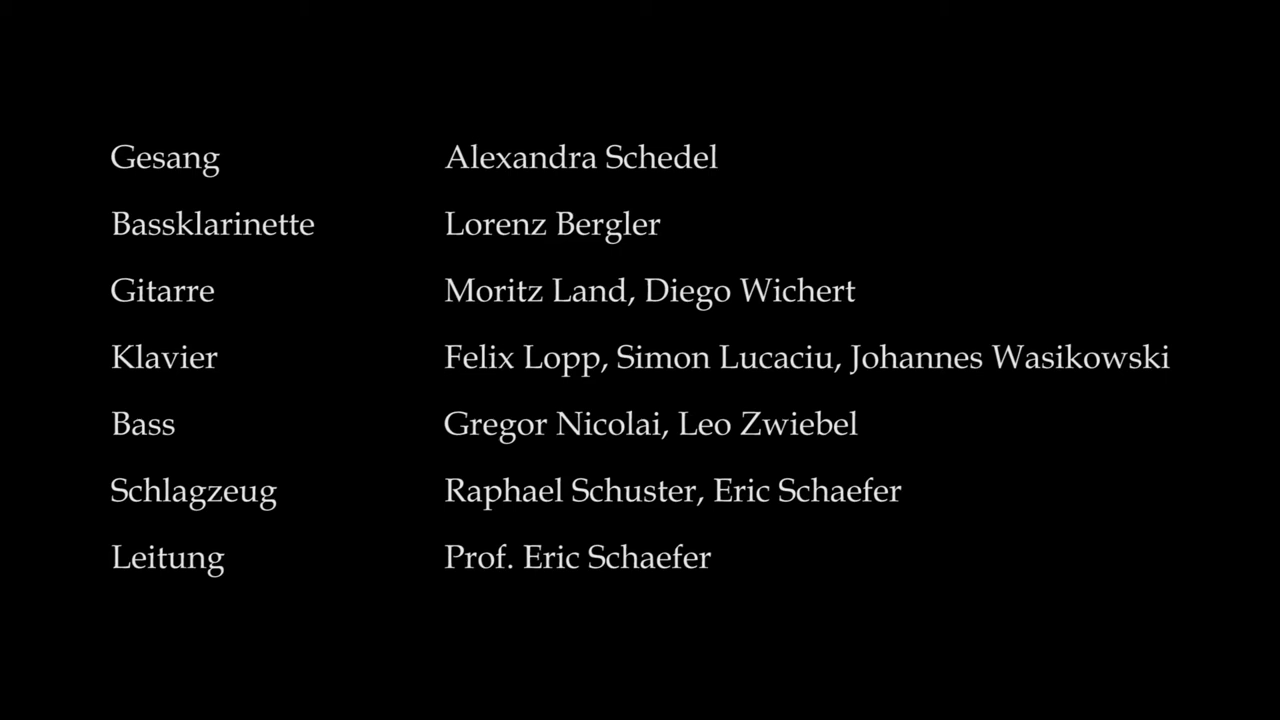 Gesang Alexandra Schedel
Bassklarinette Lorenz Bergler
Gitarre Moritz Land, Diego Wichert
Klavier Felix Lopp, Simon Lucaciu, Johannes Wasikowski
Bass Gregor Nicolai, Leo Zwiebel
Schlagzeug Raphael Schuster, Eric Schaefer
Leitung Prof. Eric Schaefer